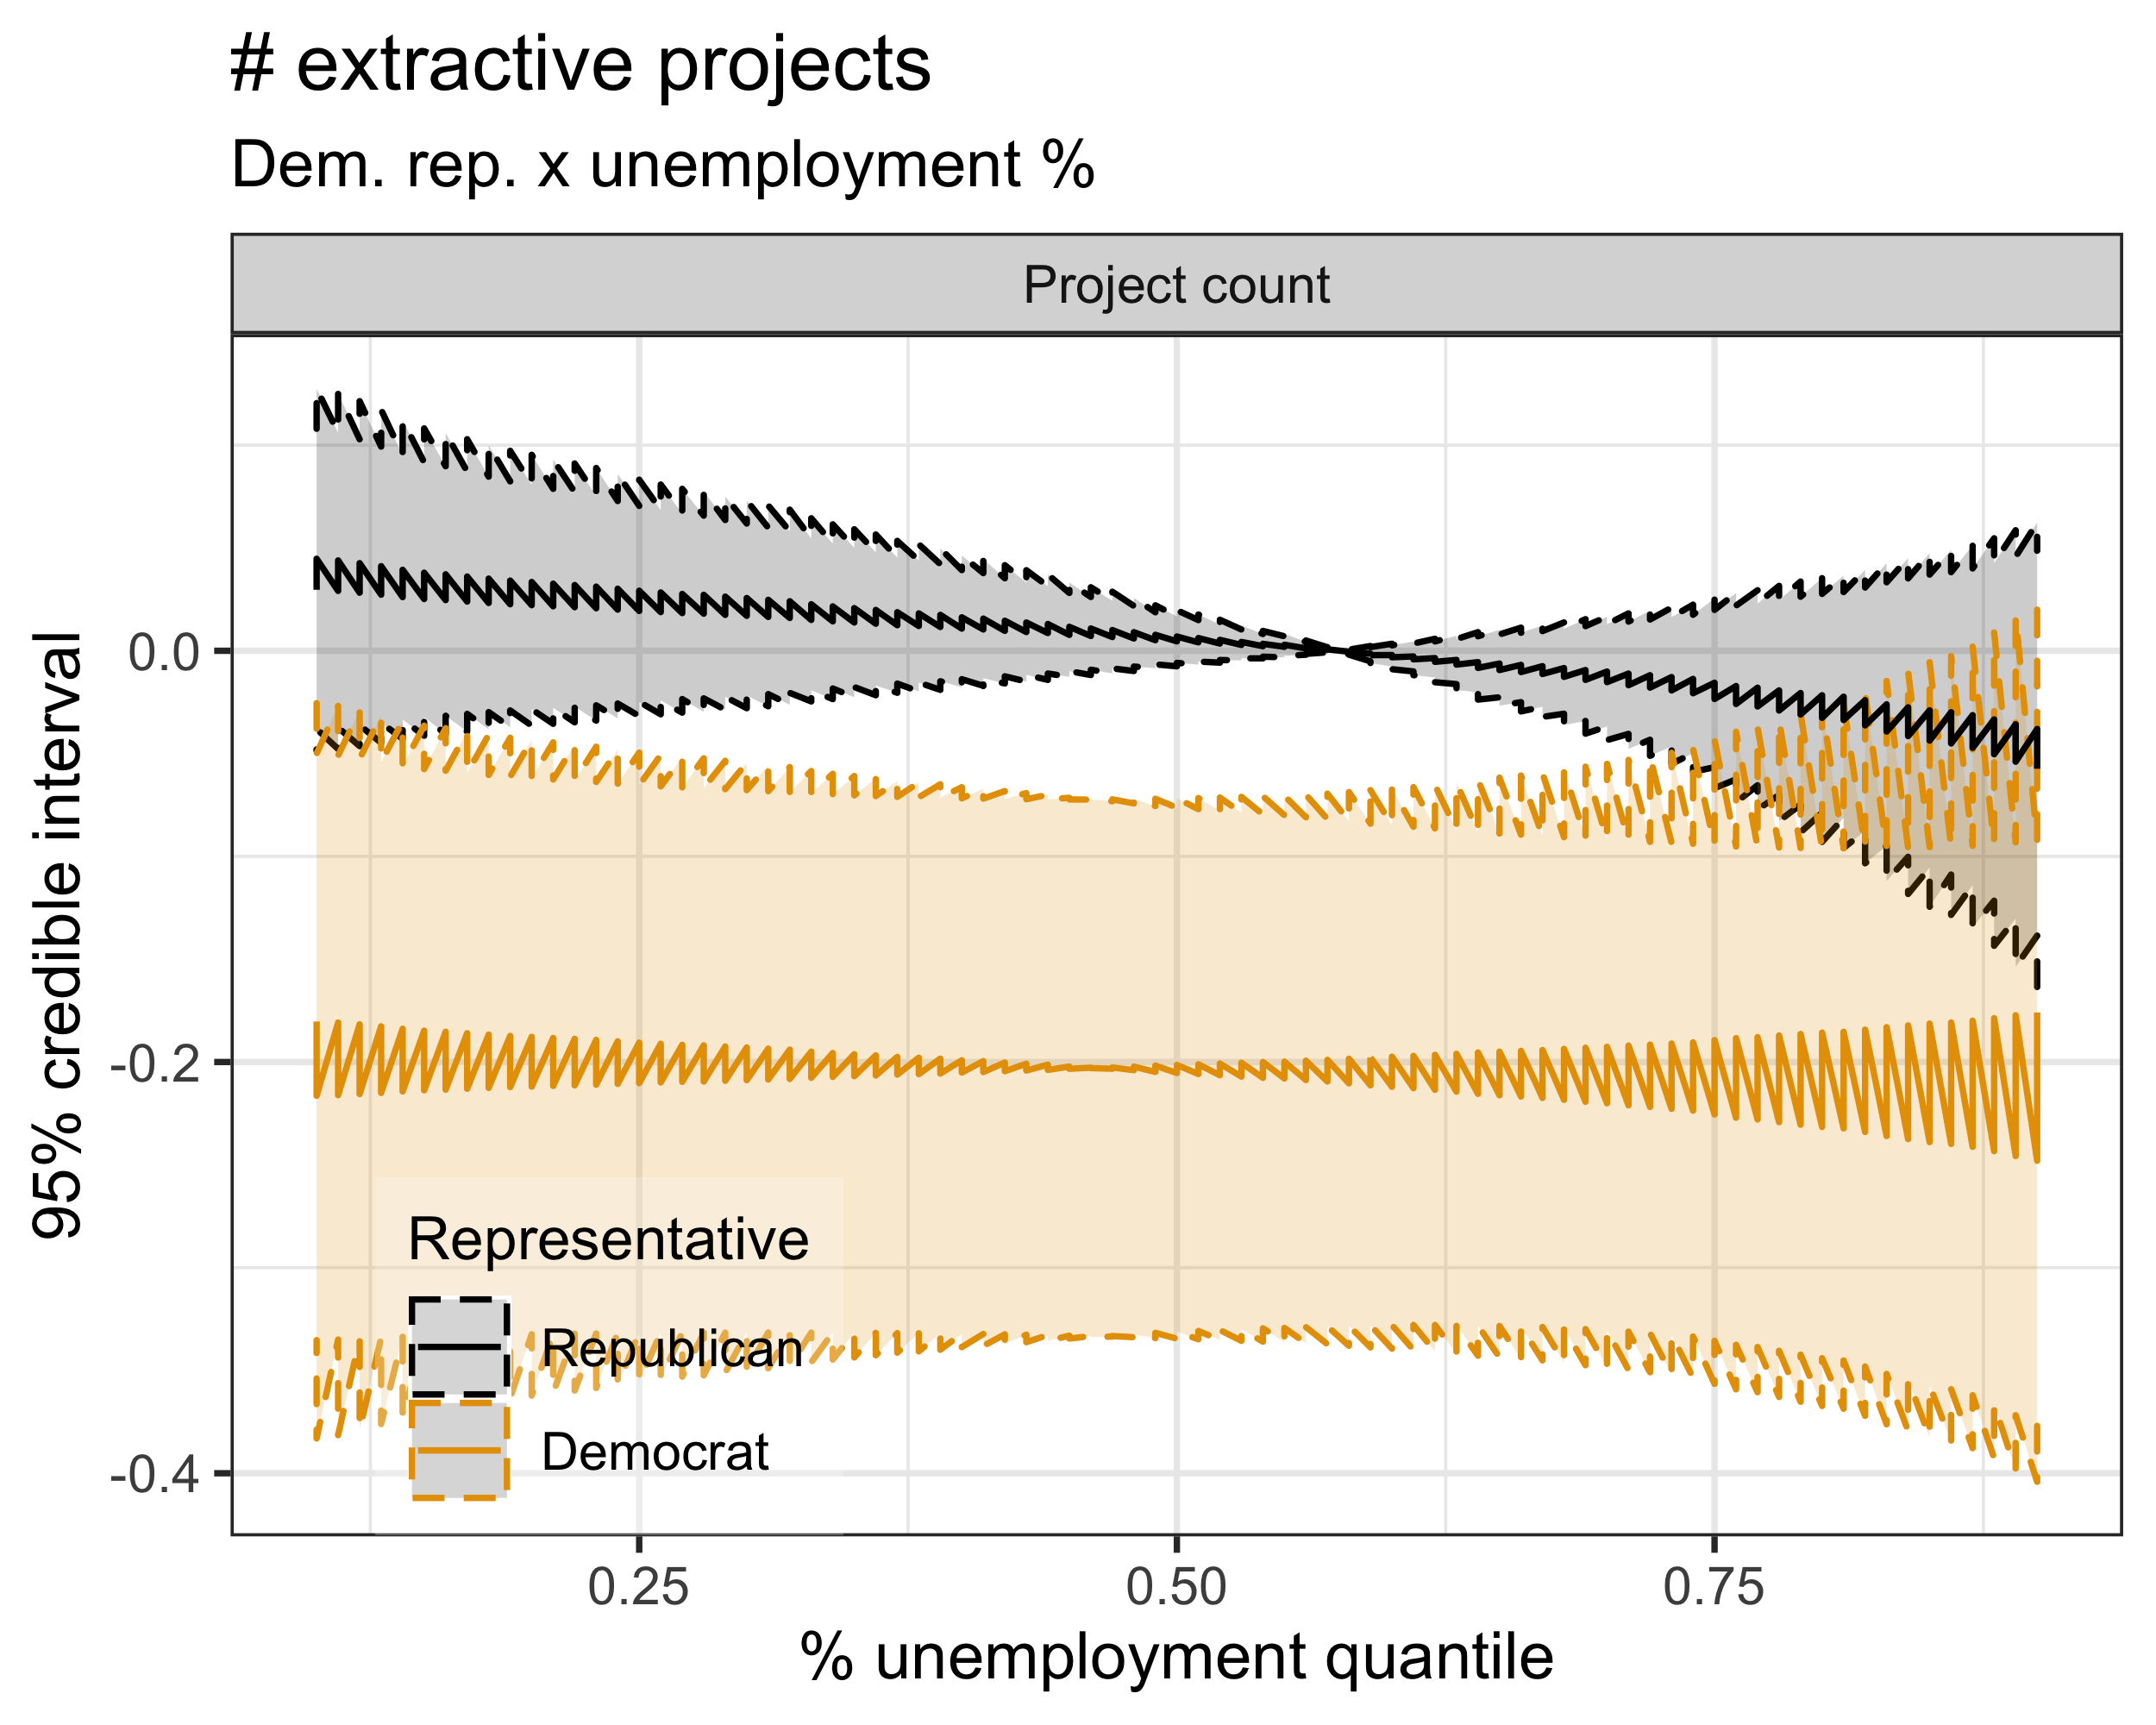 # extractive projects
Dem. rep. x unemployment %
Project count
95% credible interval
0.0
-0.2
-0.4
Representative
Republican
Democrat
0.25
0.50
0.75
% unemployment quantile